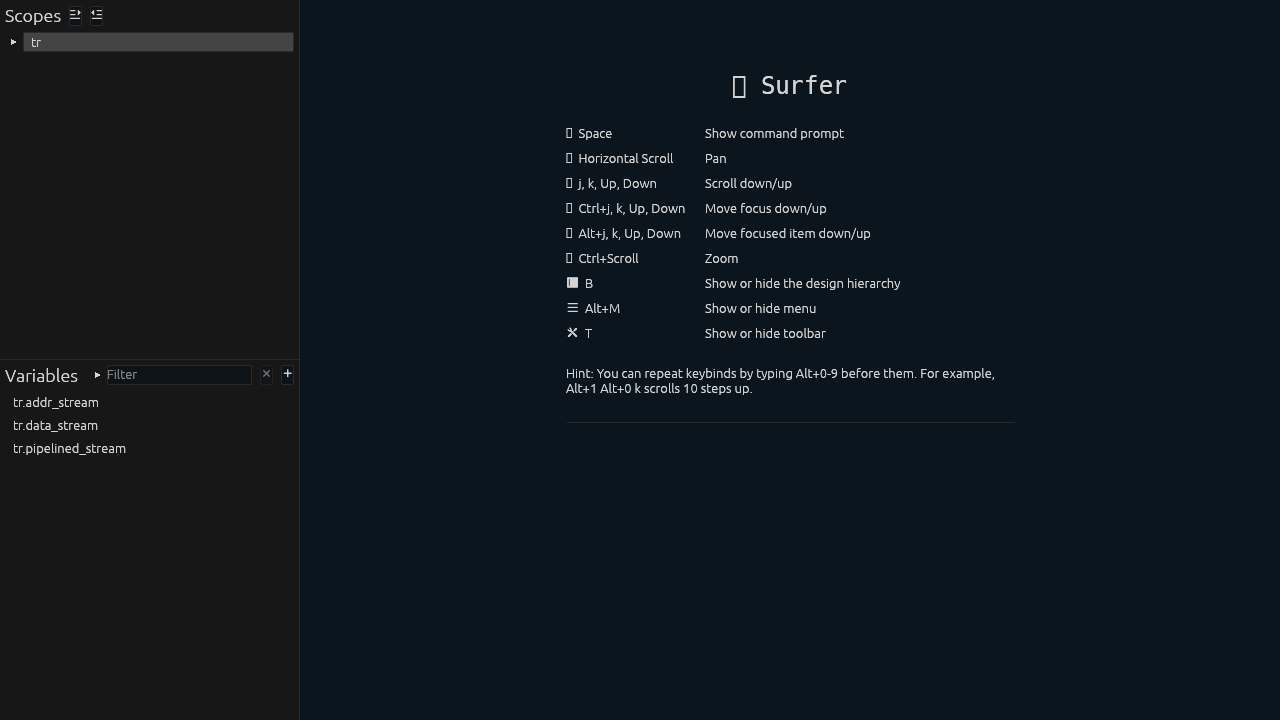 Scopes
tr
Variables Filter
tr.addr_stream
tr.data_stream
tr.pipelined_stream
Surfer
Space Show command prompt
Horizontal Scroll Pan
j, k, Up, Down Scroll down/up
Ctrl+j, k, Up, Down Move focus down/up
Alt+j, k, Up, Down Move focused item down/up
Ctrl+Scroll Zoom
B Show or hide the design hierarchy
Alt+M Show or hide menu
T Show or hide toolbar
Hint: You can repeat keybinds by typing Alt+0-9 before them. For example,
Alt+1 Alt+0 k scrolls 10 steps up.